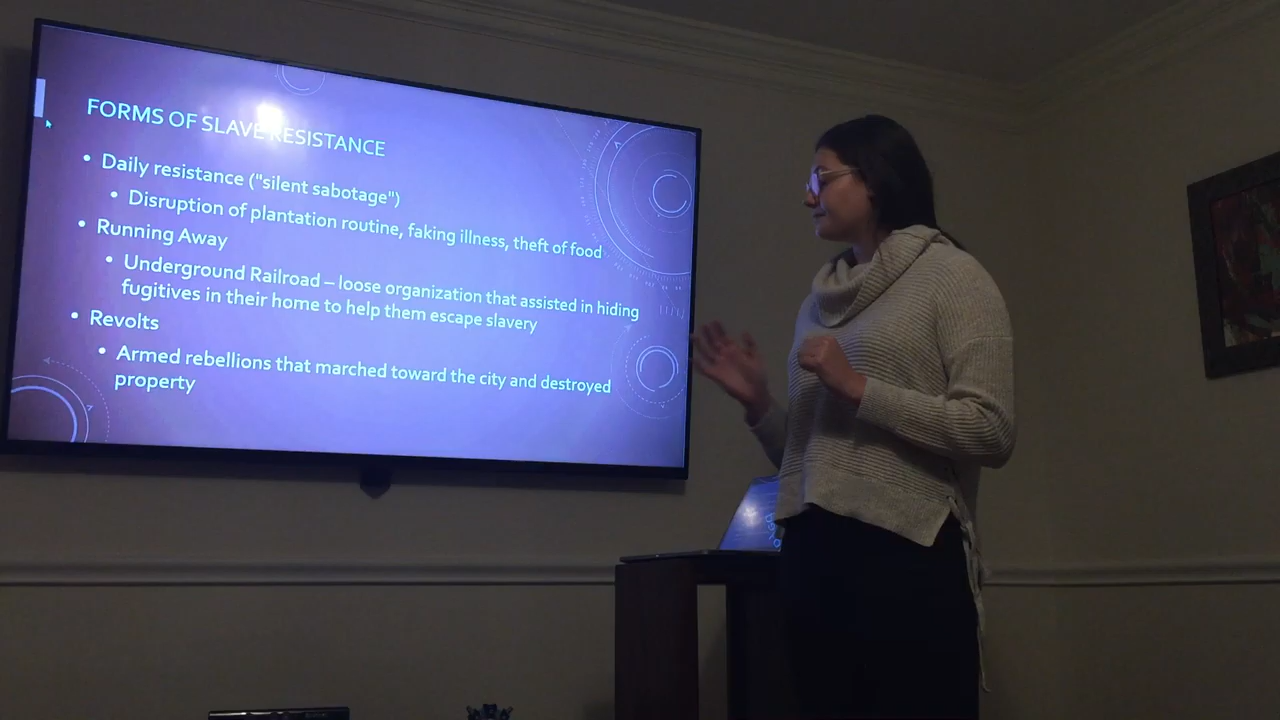 FORMS OF SLAVE RESISTANCE
• Daily resistance ("silent sabotage")
• Disruption of plantation routine, faking illness, theft of food
• Running Away
• Underground Railroad – loose organization that assisted in hiding
fugitives in their home to help them escape slavery
• Revolts
• Armed rebellions that marched toward the city and destroyed
property